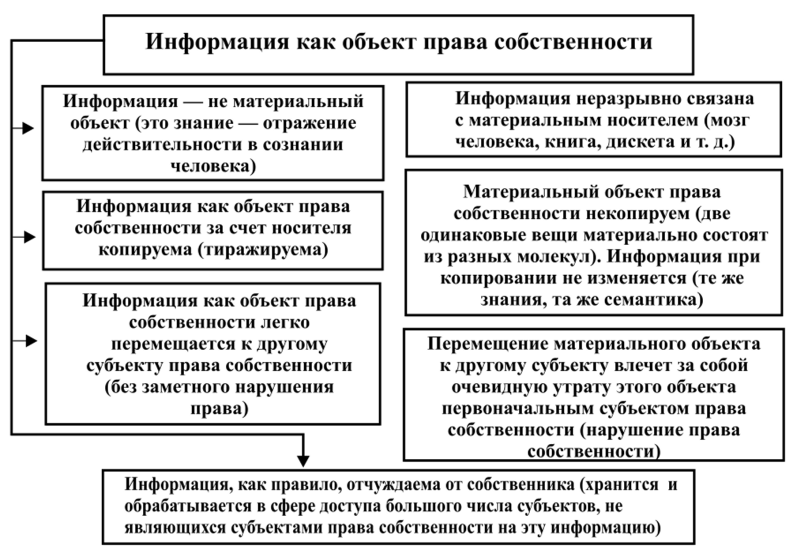 Информация как объект права собственности
Информация — не материальный
объект (это знание — отражение
действительности в сознании
человека)
Информация неразрывно связана
с материальным носителем (мозг
человека, книга, дискета и т. д.)
Информация как объект права
собственности за счет носителя
копируема (тиражируема)
Материальный объект права
собственности некопируем (две
одинаковые вещи материально состоят
из разных молекул). Информация при
копировании не изменяется (те же
знания, та же семантика)
Информация как объект права
собственности легко
перемещается к другому
субъекту права собственности
(без заметного нарушения
права)
Перемещение материального объекта
к другому субъекту влечет за собой
очевидную утрату этого объекта
первоначальным субъектом права
собственности (нарушение права
собственности)
Информация, как правило, отчуждаема от собственника (хранится и
обрабатывается в сфере доступа большого числа субъектов, не
являющихся субъектами права собственности на эту информацию)